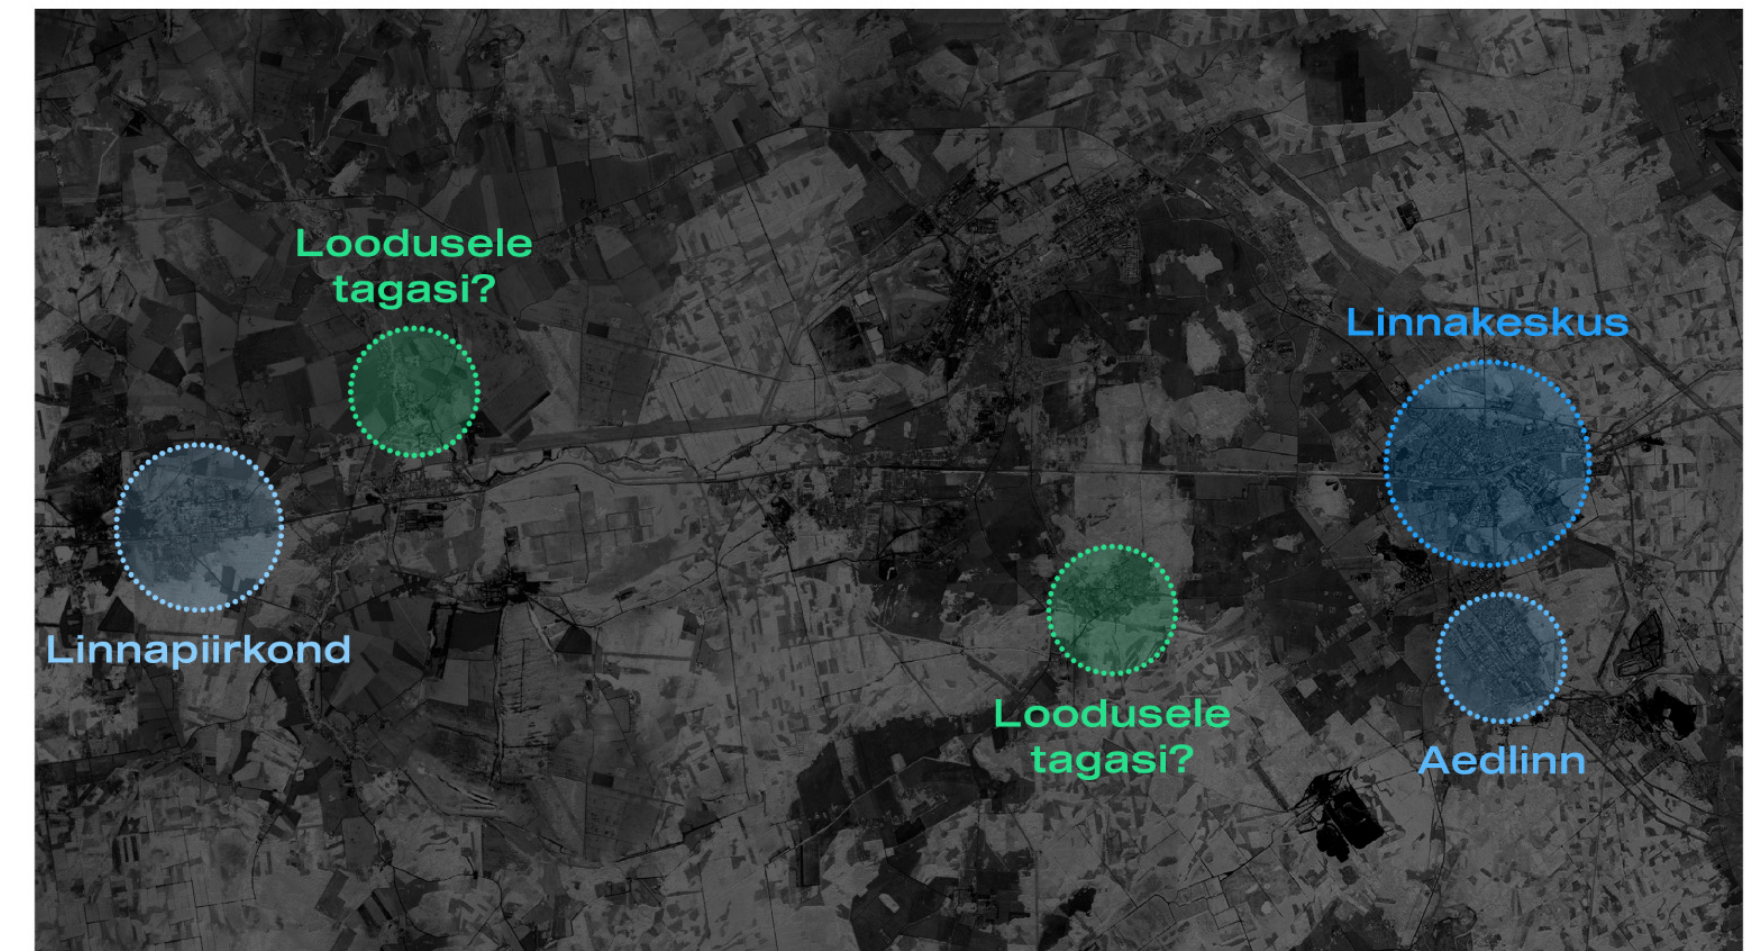 Loodusele
tagasi?
Linnakeskus
Linnapiirkond
Loodusele
tagasi?
Aedlinn